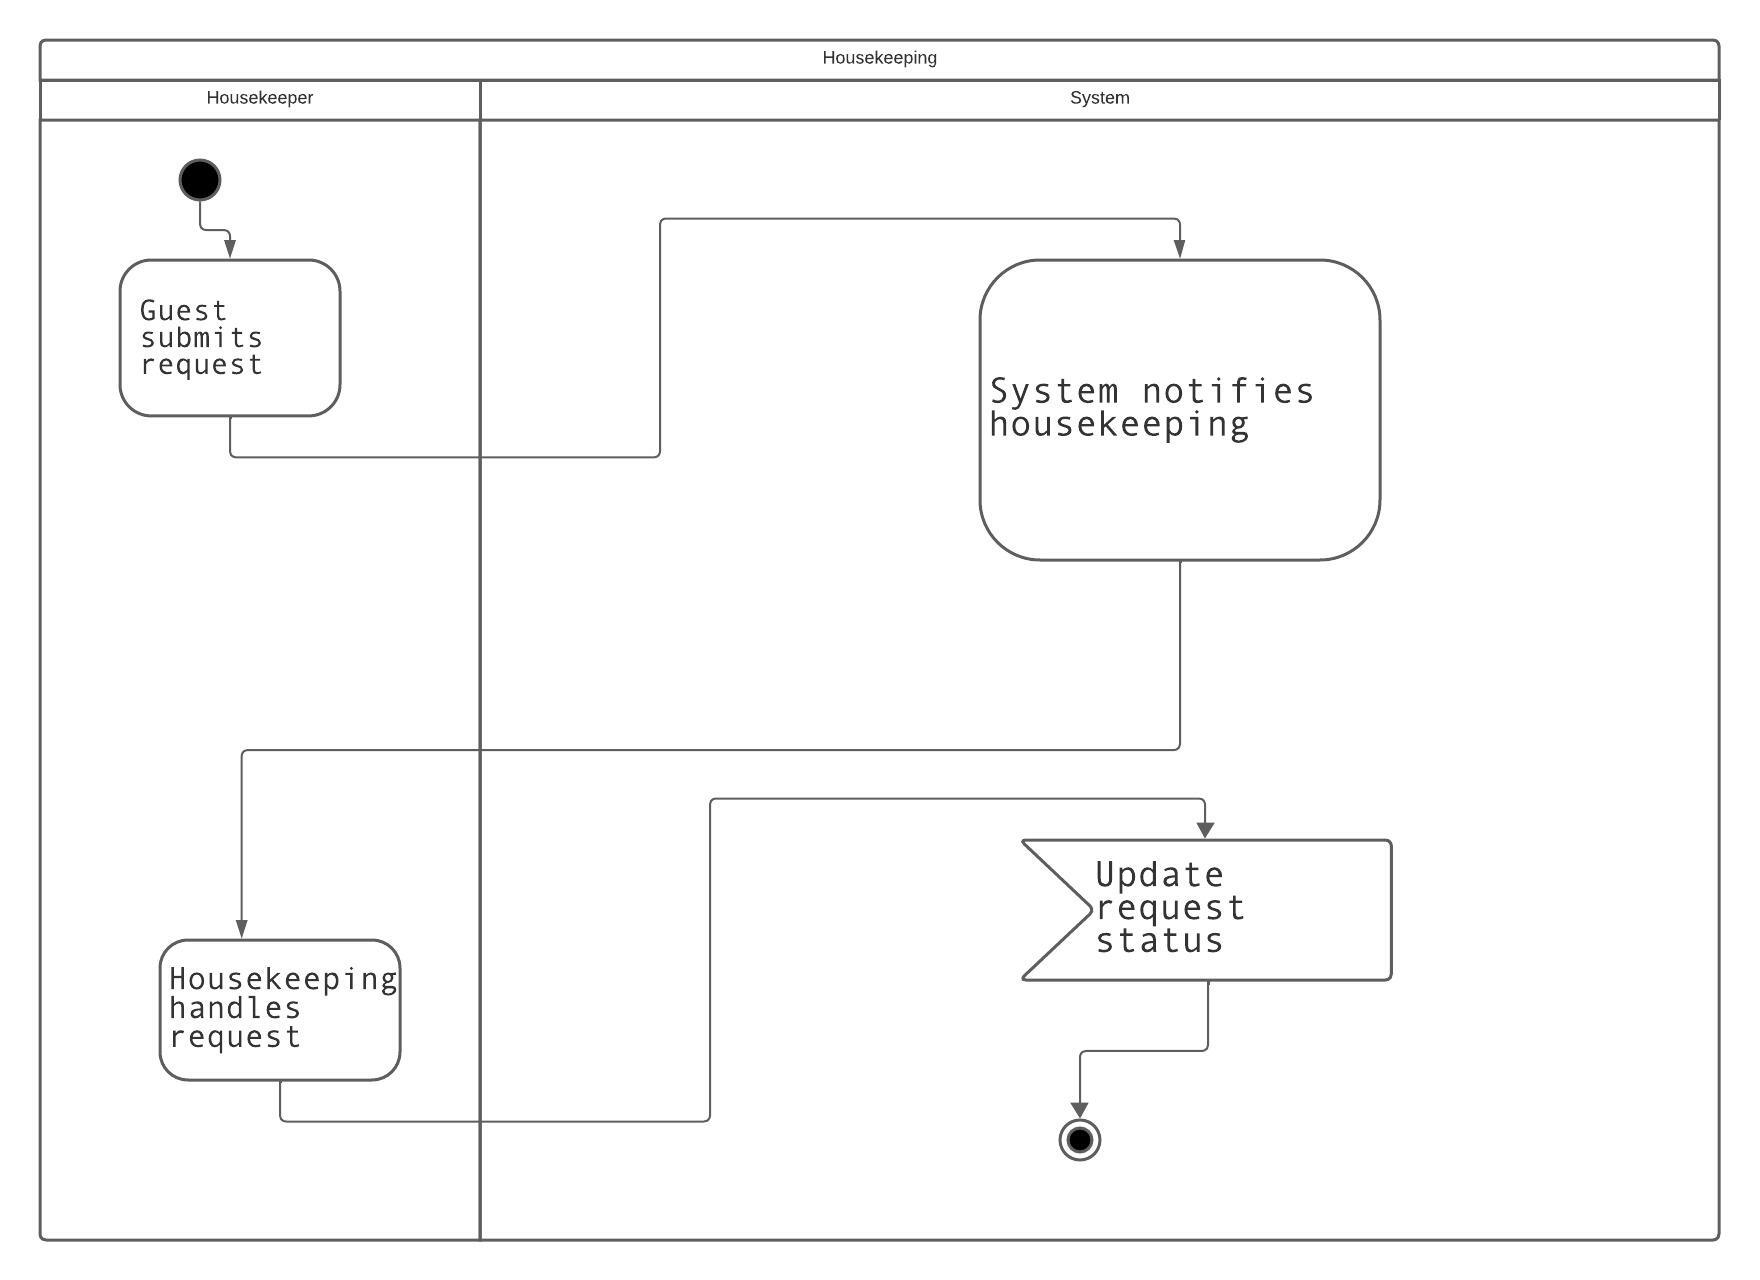 Housekeeping
Housekeeper
System
Guest
submits
request
System notifies
housekeeping
Housekeeping
handles
request
Update
request
status